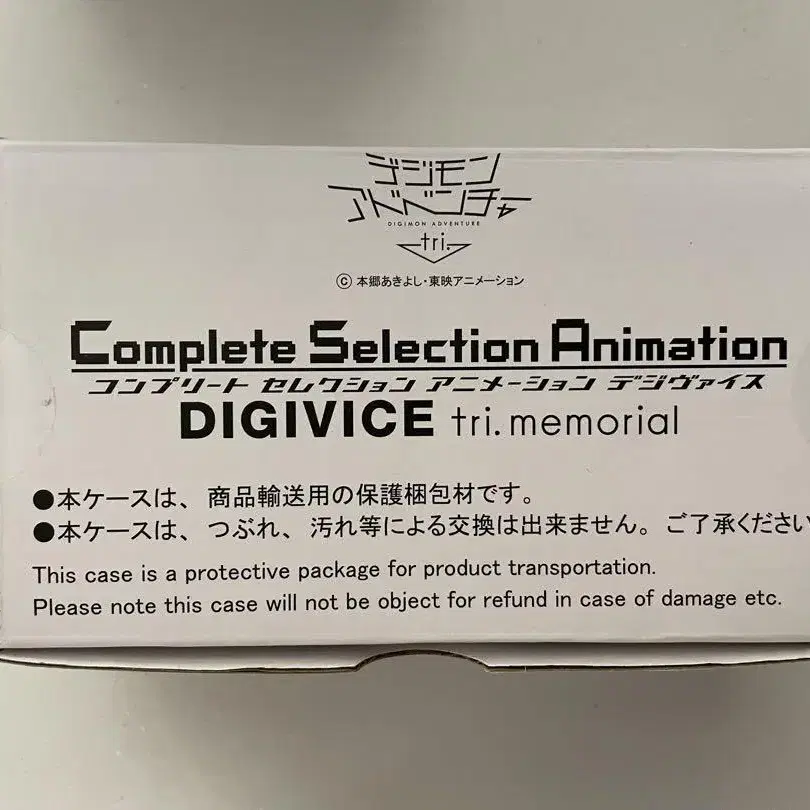 デジモン
アドベンチャー
DIGIMON ADVENTURE
tri.
© 本郷あきよし・東映アニメーション
Complete Selection Animation
コンプリート セレクション アニメーション デジヴァイス
DIGIVICE tri. memorial
●本ケースは、商品輸送用の保護梱包材です。
●本ケースは、つぶれ、汚れ等による交換は出来ません。ご了承ください
This case is a protective package for product transportation.
Please note this case will not be object for refund in case of damage etc.